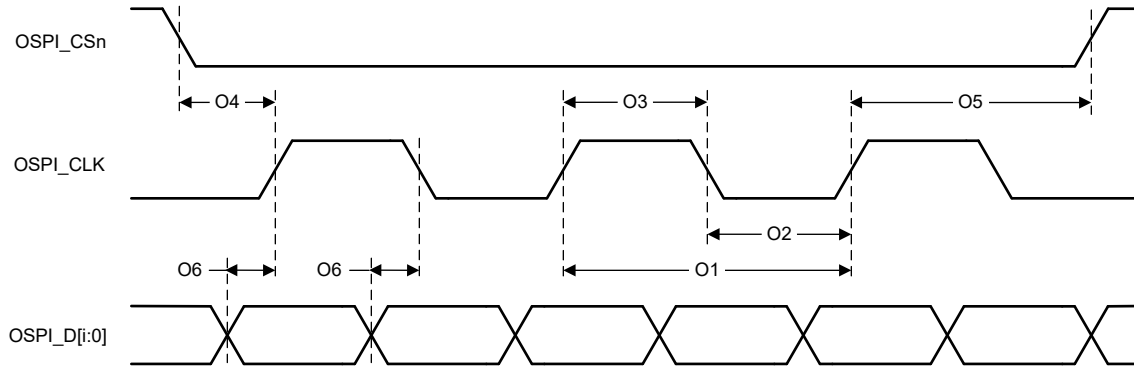 OSPI_CSn
O4
O3
O5
OSPI_CLK
O2
O6
O6
O1
OSPI_D[i:0]